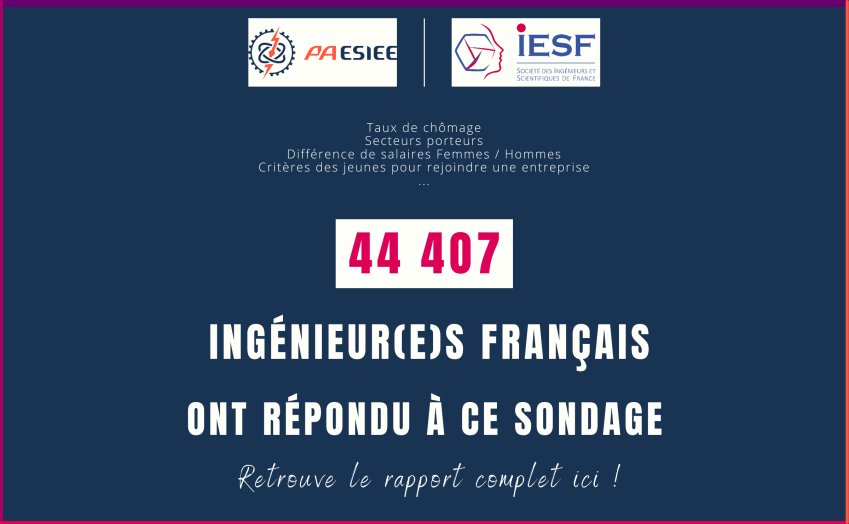 PA ESIEE
iESF
SOCIÉTÉ DES INGÉNIEURS ET
SCIENTIFIQUES DE FRANCE
Taux de chômage
Secteurs porteurs
Différence de salaires Femmes / Hommes
Critères des jeunes pour rejoindre une entreprise
...
44 407
INGÉNIEUR(E)S FRANÇAIS
ONT RÉPONDU À CE SONDAGE
Retrouve le rapport complet ici !